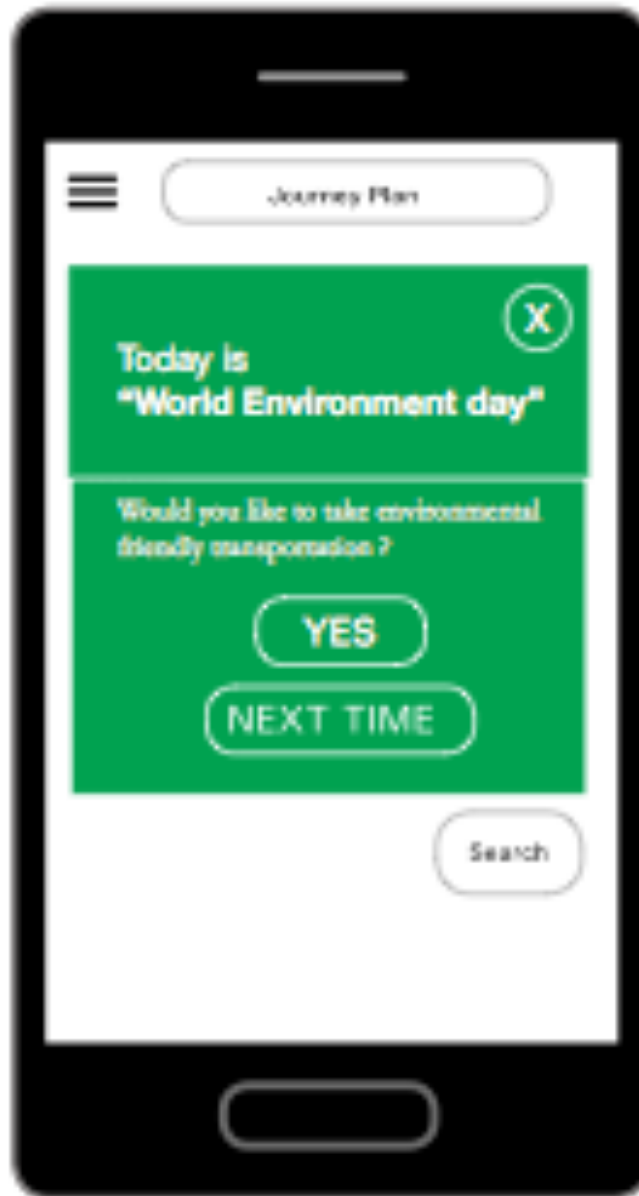 Journey Plan
X
Today is
"World Environment day"
Would you like to take environmental
friendly transportation ?
YES
NEXT TIME
Search